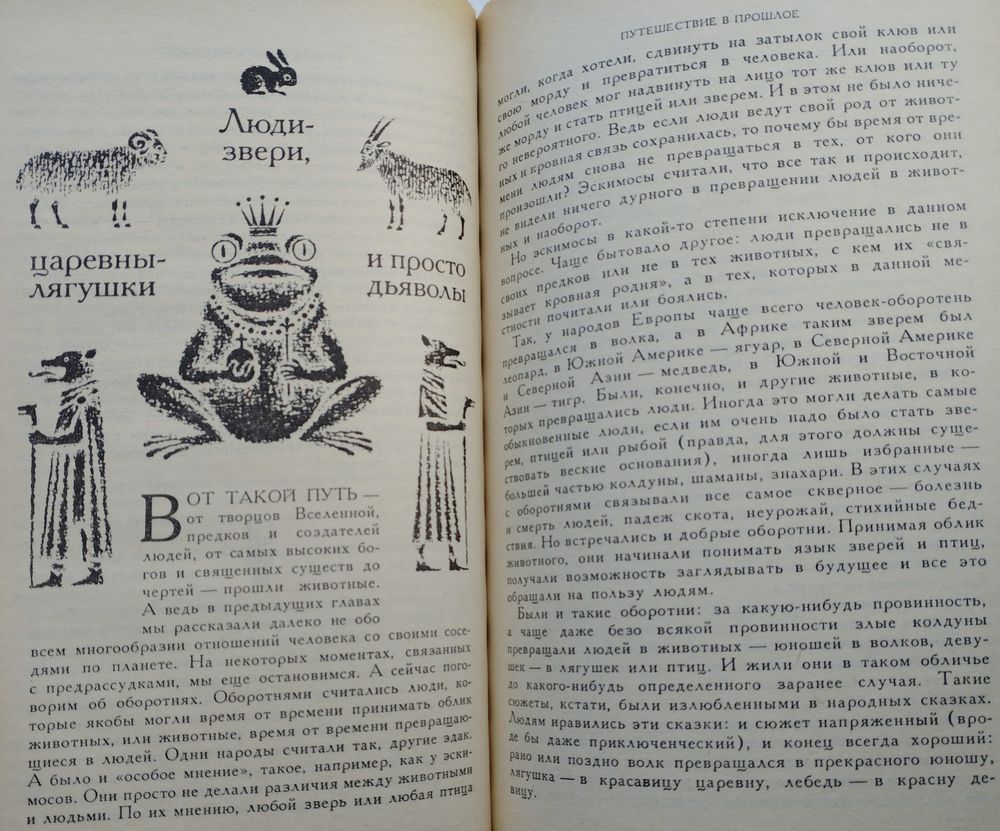 Люди-
звери,
царевны-
лягушки
и просто
дьяволы
ВОТ ТАКОЙ ПУТЬ —
от творцов Вселенной,
предков и создателей
людей, от самых высоких бо-
гов и священных существ до
чертей — прошли животные.
А ведь в предыдущих главах
мы рассказали далеко не обо
всем многообразии отношений человека со своими сосе-
дями по планете. На некоторых моментах, связанных
с предрассудками, мы еще остановимся. А сейчас пого-
ворим об оборотнях. Оборотнями считались люди, ко-
торые якобы могли время от времени принимать облик
животных, или животные, время от времени превращаю-
щиеся в людей. Одни народы считали так, другие эдак.
А было и «особое мнение», такое, например, как у эски-
мосов. Они просто не делали различия между животными
и людьми. По их мнению, любой зверь или любая птица
ПУТЕШЕСТВИЕ В ПРОШЛОЕ
могли, когда хотели, сдвинуть на затылок свой клюв или
свою морду и превратиться в человека. Или наоборот,
любой человек мог надвинуть на лицо тот же клюв или ту
же морду и стать птицей или зверем. И в этом не было ниче-
го невероятного. Ведь если люди ведут свой род от живот-
ных и кровная связь сохранилась, то почему бы время от вре-
мени людям снова не превращаться в тех, от кого они
произошли? Эскимосы считали, что все так и происходит,
не видели ничего дурного в превращении людей в живот-
ных и наоборот.
Но эскимосы в какой-то степени исключение в данном
вопросе. Чаще бытовало другое: люди превращались не в
своих предков или не в тех животных, с кем их «свя-
зывает кровная родня», а в тех, которых в данной ме-
стности почитали или боялись.
Так, у народов Европы чаще всего человек-оборотень
превращался в волка, а в Африке таким зверем был
леопард, в Южной Америке — ягуар, в Северной Америке
и Северной Азии — медведь, в Южной и Восточной
Азии — тигр. Были, конечно, и другие животные, в ко-
торых превращались люди. Иногда это могли делать самые
обыкновенные люди, если им очень надо было стать зве-
рем, птицей или рыбой (правда, для этого должны суще-
ствовать веские основания), иногда лишь избранные —
большей частью колдуны, шаманы, знахари. В этих случаях
с оборотнями связывали все самое скверное — болезнь
и смерть людей, падеж скота, неурожай, стихийные бед-
ствия. Но встречались и добрые оборотни. Принимая облик
животного, они начинали понимать язык зверей и птиц,
получали возможность заглядывать в будущее и все это
обращали на пользу людям.
Были и такие оборотни: за какую-нибудь провинность,
а чаще даже безо всякой провинности злые колдуны
превращали людей в животных — юношей в волков, деву-
шек — в лягушек или птиц. И жили они в таком обличье
до какого-нибудь определенного заранее случая. Такие
сюжеты, кстати, были излюбленными в народных сказках.
Людям нравились эти сказки: и сюжет напряженный (вро-
де бы даже приключенческий), и конец всегда хороший:
рано или поздно волк превращался в прекрасного юношу,
лягушка — в красавицу царевну, лебедь — в красну де-
вицу.